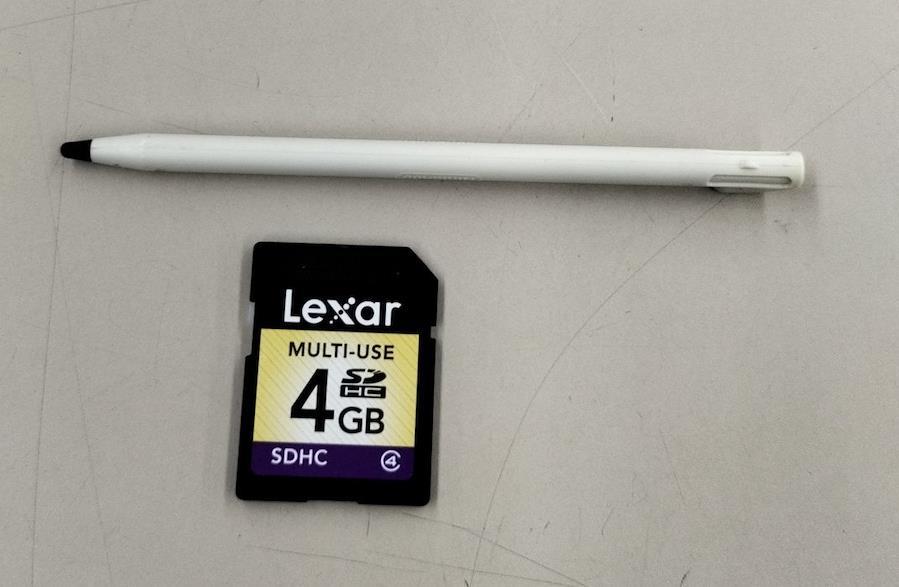 Lexar
MULTI-USE
4 SD HC
GB
SDHC 4